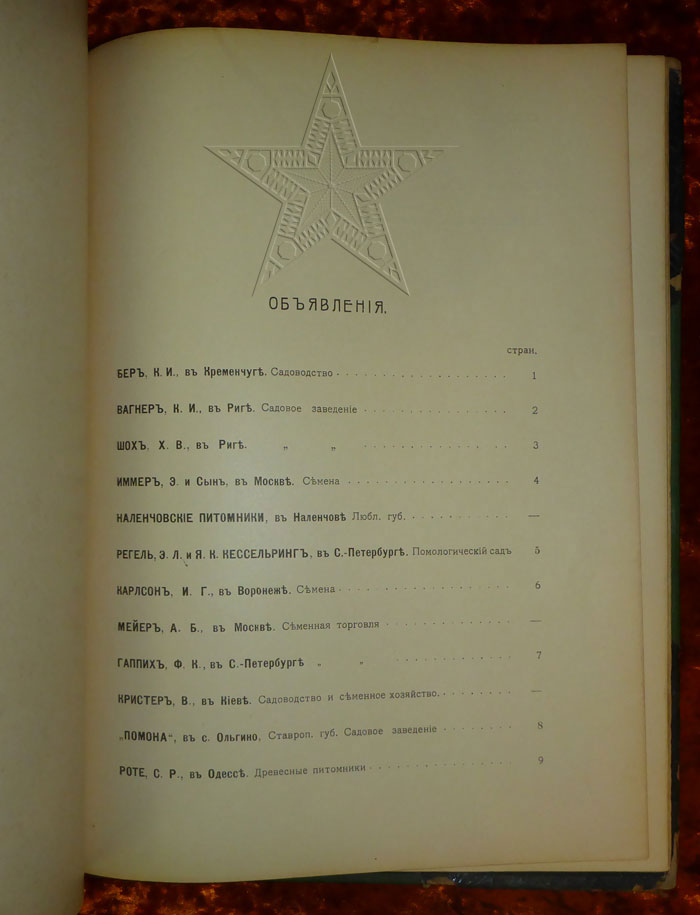 ОБЪЯВЛЕНІЯ.
стран.
БЕРЪ, К. И., въ Кременчугѣ. Садоводство 1
ВАГНЕРЪ, К. И., въ Ригѣ. Садовое заведеніе 2
ШОХЪ, Х. В., въ Ригѣ. „ „ 3
ИММЕРЪ, Э. и Сынъ, въ Москвѣ. Сѣмена 4
НАЛЕНЧОВСКІЕ ПИТОМНИКИ, въ Наленчовѣ Любл. губ. —
РЕГЕЛЬ, Э. Л. и Я. К. КЕССЕЛЬРИНГЪ, въ С.-Петербургѣ. Помологическій садъ 5
КАРЛСОНЪ, И. Г., въ Воронежѣ. Сѣмена 6
МЕЙЕРЪ, А. Б., въ Москвѣ. Сѣменная торговля —
ГАППИХЪ, Ф. К., въ С.-Петербургѣ „ „ 7
КРИСТЕРЪ, В., въ Кіевѣ. Садоводство и сѣменное хозяйство. —
„ПОМОНА“, въ с. Ольгино, Ставроп. губ. Садовое заведеніе 8
РОТЕ, С. Р., въ Одессѣ. Древесные питомники 9